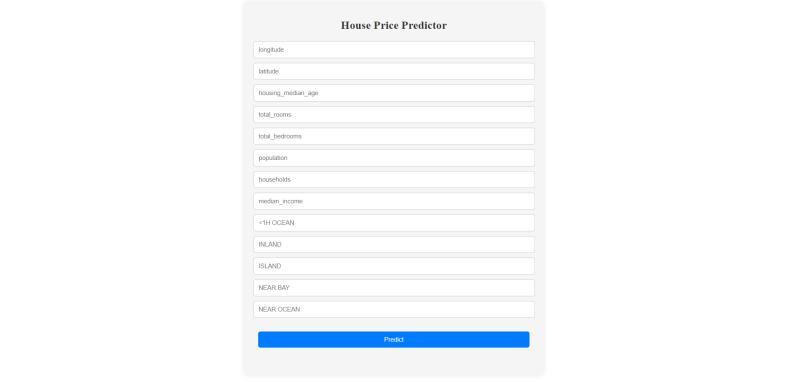 House Price Predictor
longitude
latitude
housing_median_age
total_rooms
total_bedrooms
population
households
median_income
<1H OCEAN
INLAND
ISLAND
NEAR BAY
NEAR OCEAN
Predict